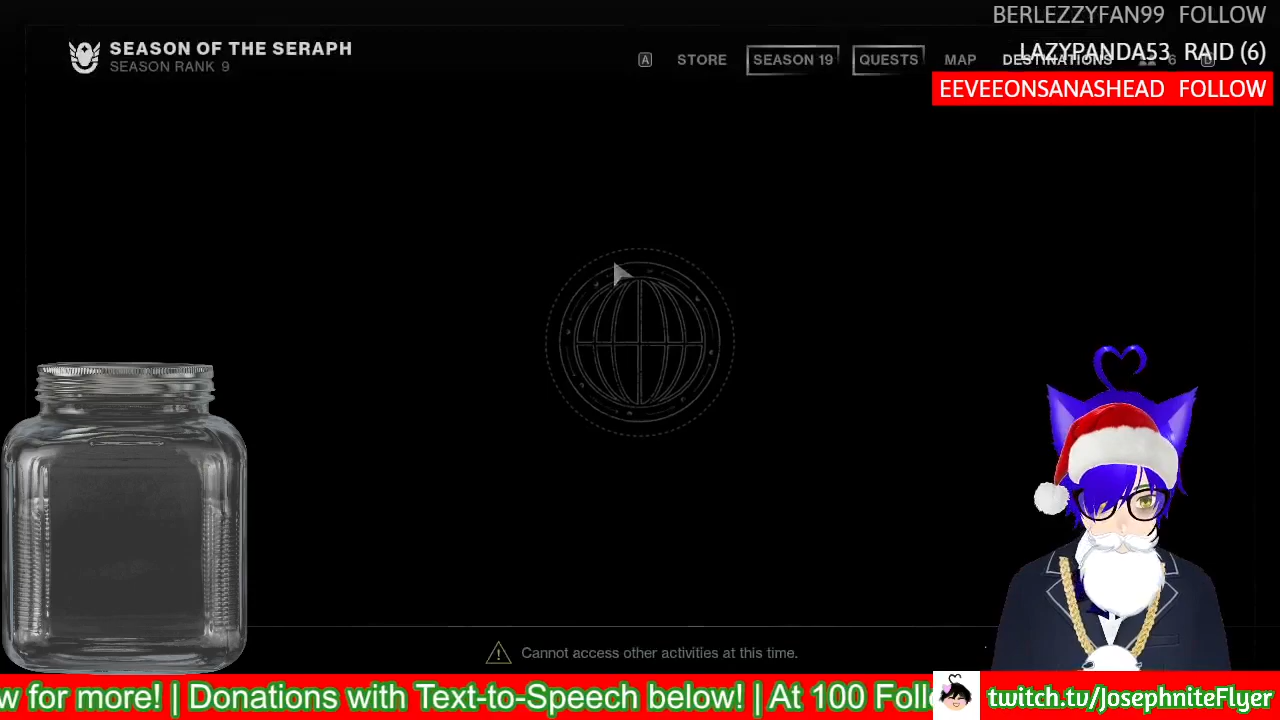 BERLEZZYFAN99 FOLLOW
SEASON OF THE SERAPH
LAZYPANDA53 RAID (6)
A STORE SEASON 19 QUESTS MAP DESTINATIONS 6 D
SEASON RANK 9
EEVEEONSANASHEAD FOLLOW
Cannot access other activities at this time.
w for more! | Donations with Text-to-Speech below! | At 100 Follo
twitch.tv/JosephniteFlyer